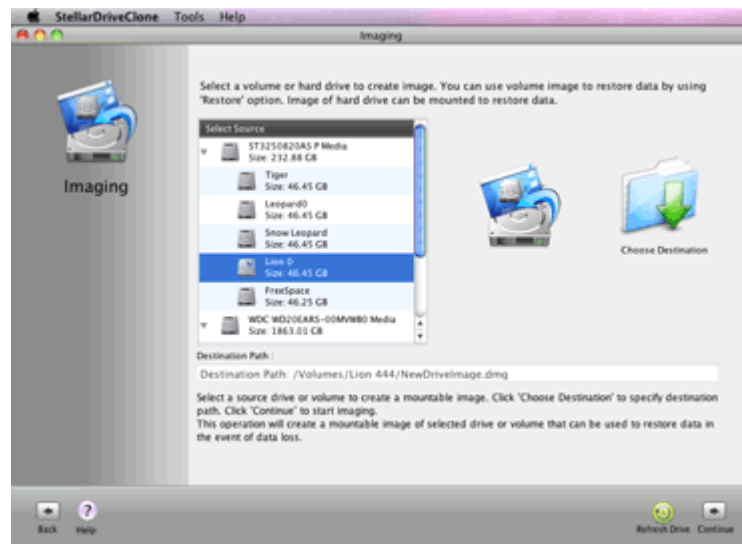 StellarDriveClone Tools Help
Imaging
Select a volume or hard drive to create image. You can use volume image to restore data by using
'Restore' option. Image of hard drive can be mounted to restore data.
Select Source
ST3250820AS P Media
Size: 232.88 GB
Tiger
Size: 46.45 GB
Leopard0
Size: 46.45 GB
Snow Leopard
Size: 46.45 GB
Lion 0
Size: 46.45 GB
FreeSpace
Size: 46.25 GB
WDC WD20EARS-00MVWB0 Media
Size: 1863.01 GB
Imaging
Choose Destination
Destination Path :
Destination Path: /Volumes/Lion 444/NewDriveImage.dmg
Select a source drive or volume to create a mountable image. Click 'Choose Destination' to specify destination
path. Click 'Continue' to start imaging.
This operation will create a mountable image of selected drive or volume that can be used to restore data in
the event of data loss.
Back Help Refresh Drive Continue